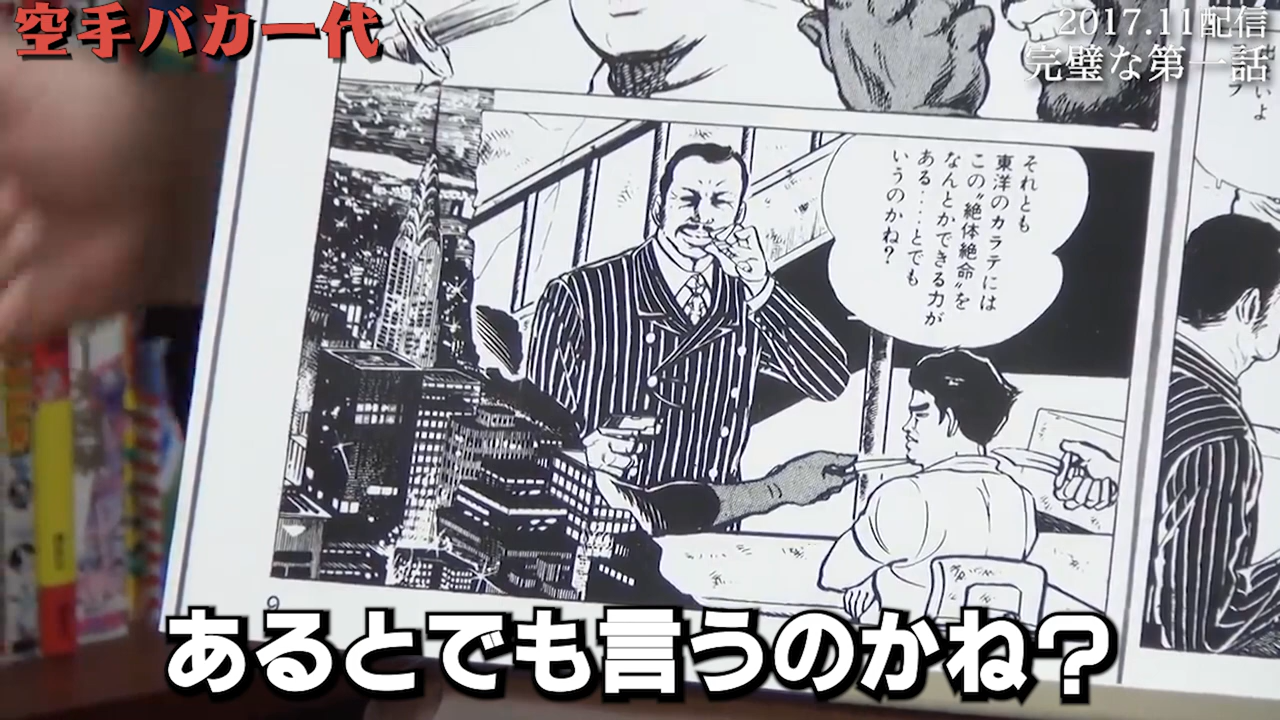 空手バカ一代
2017.11配信
完璧な第一話
それとも
東洋のカラテには
この〝絶体絶命〟を
なんとかできる力が
ある‥‥とでも
いうのかね?
いよ
9
あるとでも言うのかね?